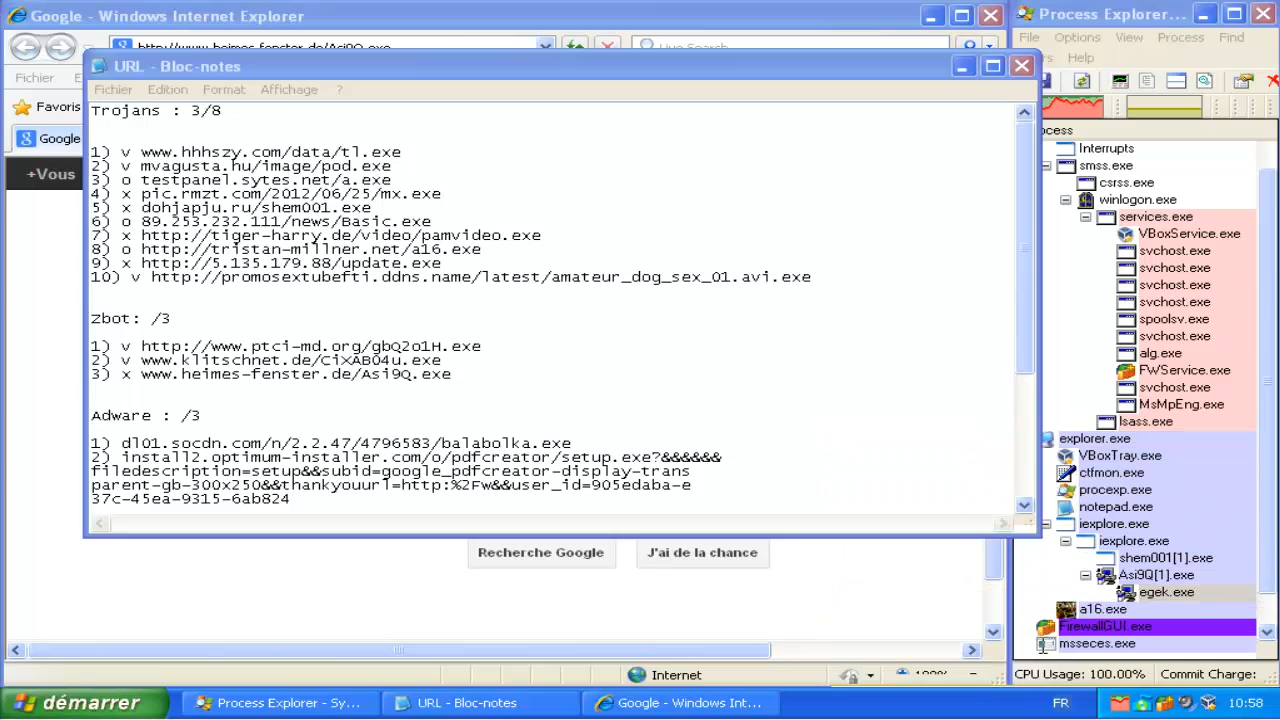 Google - Windows Internet Explorer
http://www.heimes-fenster.de/Asi9Q.exe
Live Search
Fichier
Favoris
Google
+Vous
URL - Bloc-notes
Fichier Edition Format Affichage ?
Trojans : 3/8
1) v www.hhhszy.com/data/tl.exe
2) v mvagusta.hu/image/pod.exe
3) o testpanel.sytes.net/a.exe
4) x pic.rmzt.com/2012/06/25/mx.exe
5) x dohjapju.ru/shem001.exe
6) o 89.253.232.111/news/Basic.exe
7) x http://tiger-harry.de/video/pamvideo.exe
8) o http://tristan-millner.net/a16.exe
9) x http://5.135.179.88/update.exe
10) v http://promosextubefti.ddns.name/latest/amateur_dog_sex_01.avi.exe
Zbot: /3
1) v http://www.ptci-md.org/gbQ2o1H.exe
2) v www.klitschnet.de/CixAB04u.exe
3) x www.heimes-fenster.de/Asi9Q.exe
Adware : /3
1) dl01.socdn.com/n/2.2.47/4796583/balabolka.exe
2) install2.optimum-installer.com/o/pdfcreator/setup.exe?&&&&&&
filedescription=setup&&subid=google_pdfcreator-display-trans
parent-gb-300x250&&thankyouurl=http:%2Fw&&user_id=905edaba-e
37c-45ea-9315-6ab824
Recherche Google
J'ai de la chance
Internet
Process Explorer...
File Options View Process Find
Help
Interrupts
smss.exe
csrss.exe
winlogon.exe
services.exe
VBoxService.exe
svchost.exe
svchost.exe
svchost.exe
svchost.exe
spoolsv.exe
svchost.exe
alg.exe
FWService.exe
svchost.exe
MsMpEng.exe
lsass.exe
explorer.exe
VBoxTray.exe
ctfmon.exe
procexp.exe
notepad.exe
iexplore.exe
iexplore.exe
shem001[1].exe
Asi9Q[1].exe
egek.exe
a16.exe
FirewallGUI.exe
msseces.exe
CPU Usage: 100.00% Commit Charge:
démarrer
Process Explorer - Sy...
URL - Bloc-notes
Google - Windows Int...
FR
10:58